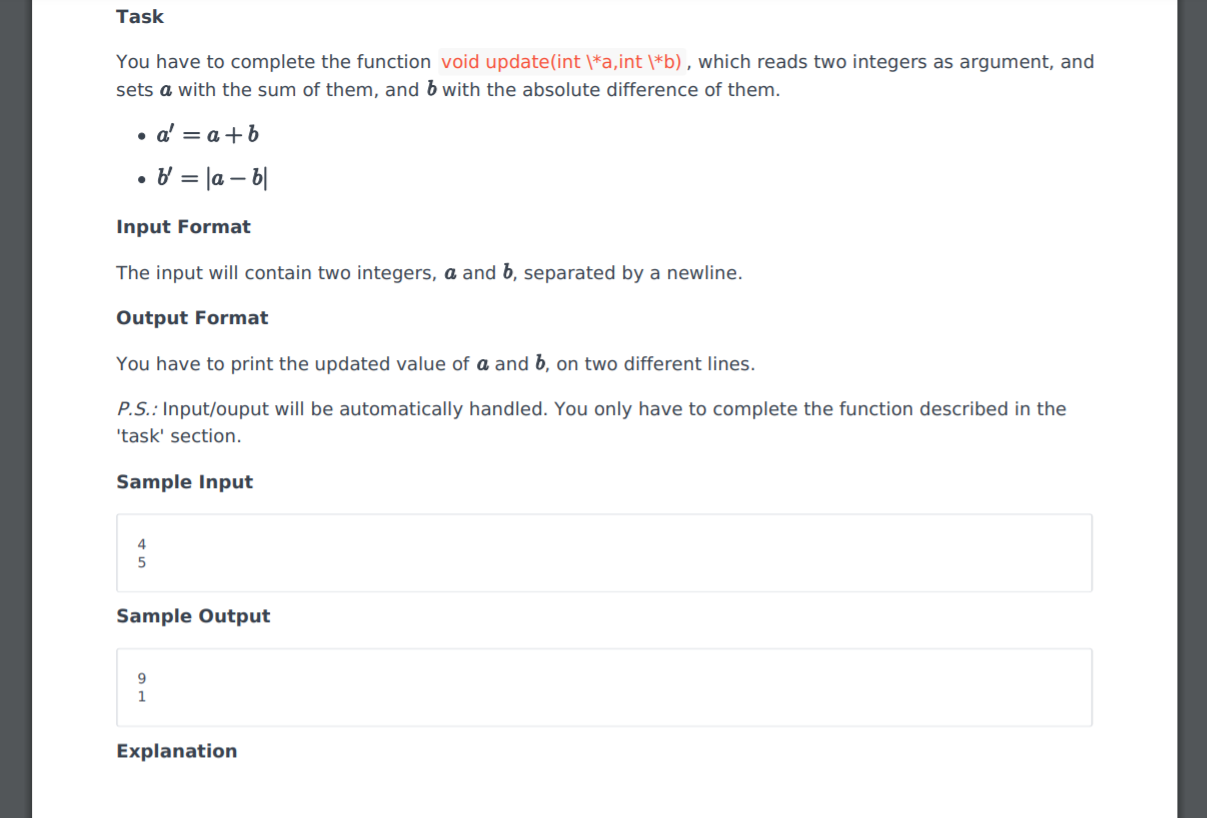 Task
You have to complete the function void update(int \*a,int \*b), which reads two integers as argument, and
sets a with the sum of them, and b with the absolute difference of them.
• a′ = a + b
• b′ = |a − b|
Input Format
The input will contain two integers, a and b, separated by a newline.
Output Format
You have to print the updated value of a and b, on two different lines.
P.S.: Input/ouput will be automatically handled. You only have to complete the function described in the
'task' section.
Sample Input
4
5
Sample Output
9
1
Explanation